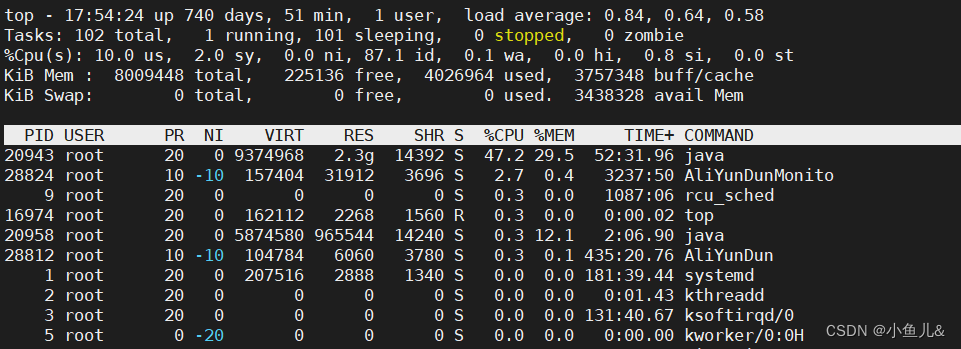 top - 17:54:24 up 740 days, 51 min,  1 user,  load average: 0.84, 0.64, 0.58
Tasks: 102 total,   1 running, 101 sleeping,   0 stopped,   0 zombie
%Cpu(s): 10.0 us,  2.0 sy,  0.0 ni, 87.1 id,  0.1 wa,  0.0 hi,  0.8 si,  0.0 st
KiB Mem :  8009448 total,   225136 free,  4026964 used,  3757348 buff/cache
KiB Swap:        0 total,        0 free,        0 used.  3438328 avail Mem
PID USER      PR  NI    VIRT    RES    SHR S  %CPU %MEM     TIME+ COMMAND
20943 root      20   0 9374968   2.3g  14392 S  47.2 29.5  52:31.96 java
28824 root      10 -10  157404  31912   3696 S   2.7  0.4   3237:50 AliYunDunMonito
9 root      20   0       0      0      0 S   0.3  0.0   1087:06 rcu_sched
16974 root      20   0  162112   2268   1560 R   0.3  0.0   0:00.02 top
20958 root      20   0 5874580 965544  14240 S   0.3 12.1   2:06.90 java
28812 root      10 -10  104784   6060   3780 S   0.3  0.1 435:20.76 AliYunDun
1 root      20   0  207516   2888   1340 S   0.0  0.0 181:39.44 systemd
2 root      20   0       0      0      0 S   0.0  0.0   0:01.43 kthreadd
3 root      20   0       0      0      0 S   0.0  0.0 131:40.67 ksoftirqd/0
5 root       0 -20       0      0      0 S   0.0  0.0   0:00.00 kworker/0:0H
CSDN @小鱼儿&